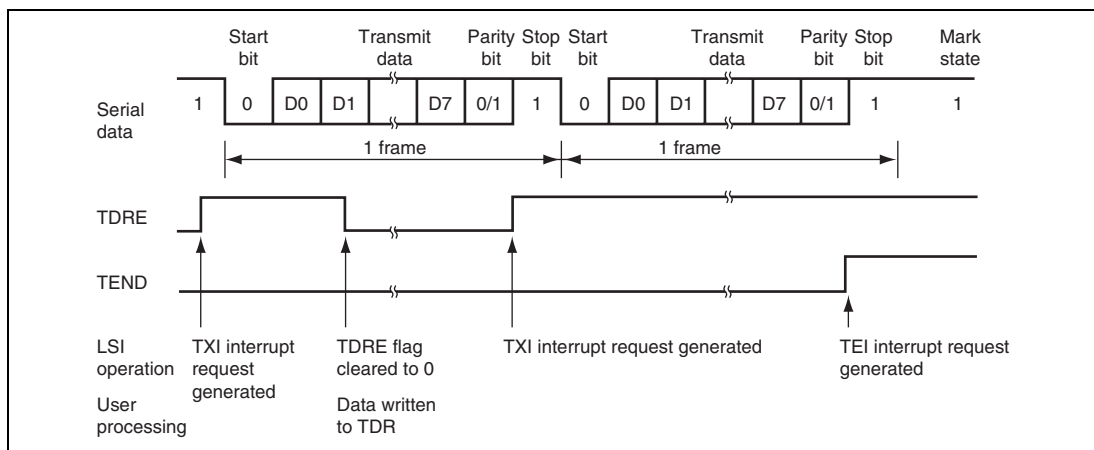 Start bit Transmit data Parity bit Stop bit Start bit Transmit data Parity bit Stop bit Mark state
Serial data 1 0 D0 D1 D7 0/1 1 0 D0 D1 D7 0/1 1 1
1 frame 1 frame
TDRE
TEND
LSI operation TXI interrupt request generated TDRE flag cleared to 0 TXI interrupt request generated TEI interrupt request generated
User processing Data written to TDR